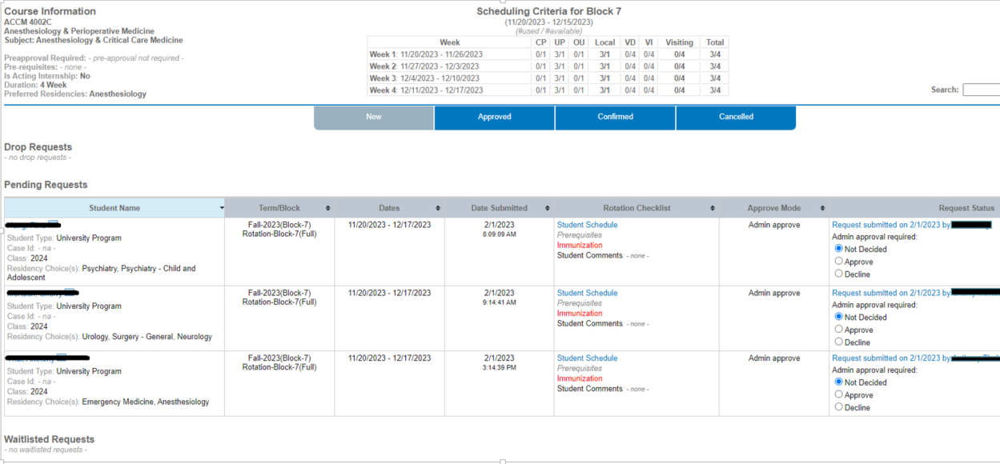 Course Information
ACCM 4002C
Anesthesiology & Perioperative Medicine
Subject: Anesthesiology & Critical Care Medicine
Preapproval Required: - pre-approval not required -
Pre-requisites: - none -
Is Acting Internship: No
Duration: 4 Week
Preferred Residencies: Anesthesiology
Scheduling Criteria for Block 7
(11/20/2023 - 12/15/2023)
(#used / #available)
Week CP UP OU Local VD VI Visiting Total
Week 1: 11/20/2023 - 11/26/2023 0/1 3/1 0/1 3/1 0/4 0/4 0/4 3/4
Week 2: 11/27/2023 - 12/3/2023 0/1 3/1 0/1 3/1 0/4 0/4 0/4 3/4
Week 3: 12/4/2023 - 12/10/2023 0/1 3/1 0/1 3/1 0/4 0/4 0/4 3/4
Week 4: 12/11/2023 - 12/17/2023 0/1 3/1 0/1 3/1 0/4 0/4 0/4 3/4
Search:
New Approved Confirmed Cancelled
Drop Requests
- no drop requests -
Pending Requests
Student Name Term/Block Dates Date Submitted Rotation Checklist Approve Mode Request Status
Student Type: University Program
Case Id: - na -
Class: 2024
Residency Choice(s): Psychiatry, Psychiatry - Child and
Adolescent
Fall-2023(Block-7)
Rotation-Block-7(Full)
11/20/2023 - 12/17/2023
2/1/2023
8:09:09 AM
Student Schedule
Prerequisites
Immunization
Student Comments: - none -
Admin approve
Request submitted on 2/1/2023 by
Admin approval required:
Not Decided
Approve
Decline
Student Type: University Program
Case Id: - na -
Class: 2024
Residency Choice(s): Urology, Surgery - General, Neurology
Fall-2023(Block-7)
Rotation-Block-7(Full)
11/20/2023 - 12/17/2023
2/1/2023
9:14:41 AM
Student Schedule
Prerequisites
Immunization
Student Comments: - none -
Admin approve
Request submitted on 2/1/2023 by
Admin approval required:
Not Decided
Approve
Decline
Student Type: University Program
Case Id: - na -
Class: 2024
Residency Choice(s): Emergency Medicine, Anesthesiology
Fall-2023(Block-7)
Rotation-Block-7(Full)
11/20/2023 - 12/17/2023
2/1/2023
3:14:39 PM
Student Schedule
Prerequisites
Immunization
Student Comments: - none -
Admin approve
Request submitted on 2/1/2023 by
Admin approval required:
Not Decided
Approve
Decline
Waitlisted Requests
- no waitlisted requests -